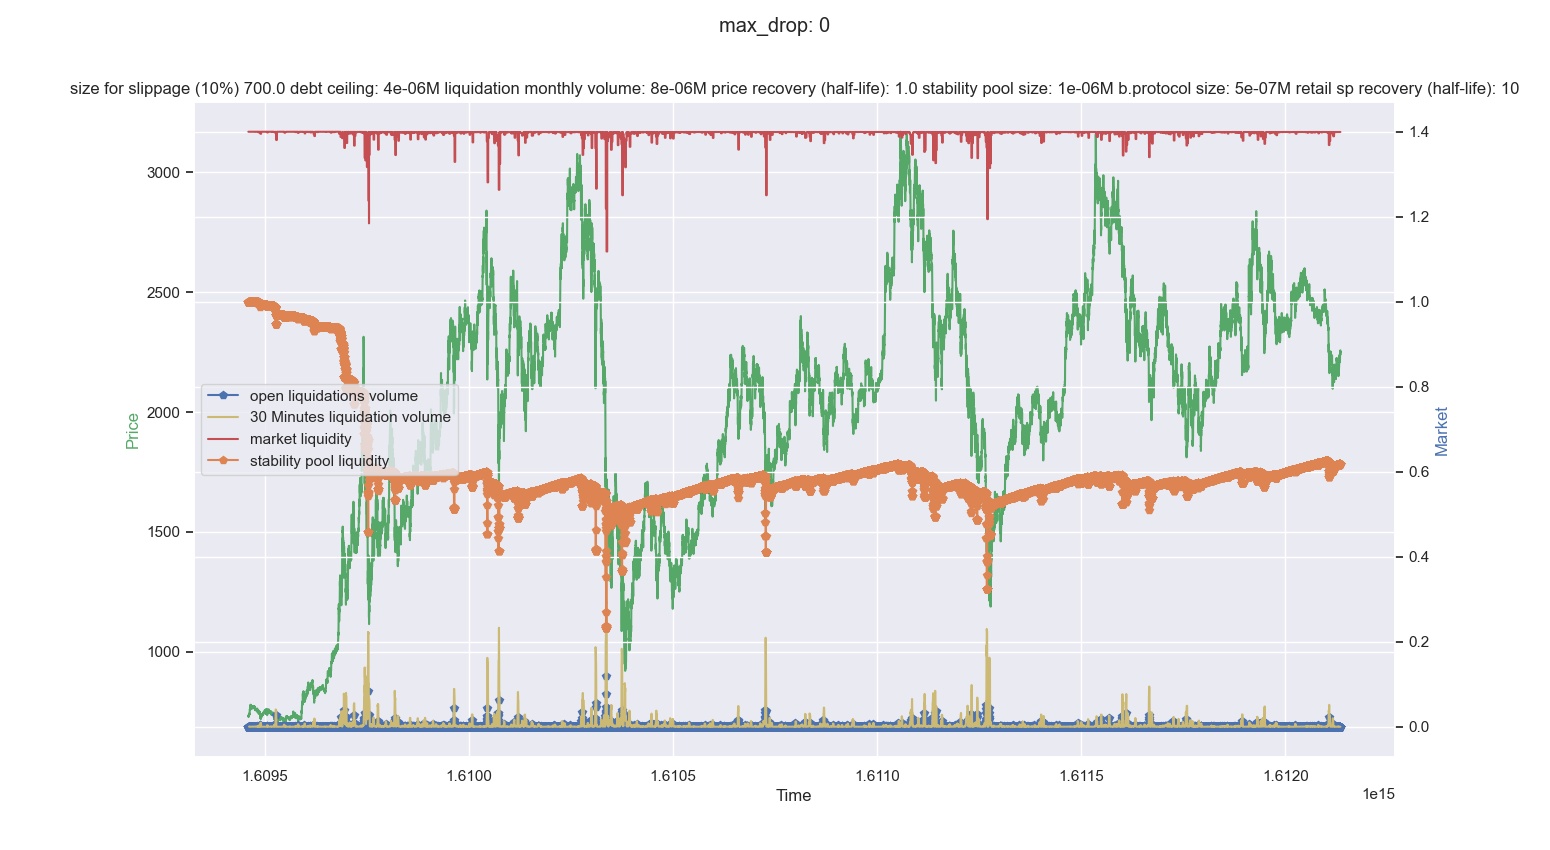 max_drop: 0
size for slippage (10%) 700.0 debt ceiling: 4e-06M liquidation monthly volume: 8e-06M price recovery (half-life): 1.0 stability pool size: 1e-06M b.protocol size: 5e-07M retail sp recovery (half-life): 10
3000
2500
2000
1500
1000
Price
open liquidations volume
30 Minutes liquidation volume
market liquidity
stability pool liquidity
1.4
1.2
1.0
0.8
0.6
0.4
0.2
0.0
Market
1.6095 1.6100 1.6105 1.6110 1.6115 1.6120
Time
1e15